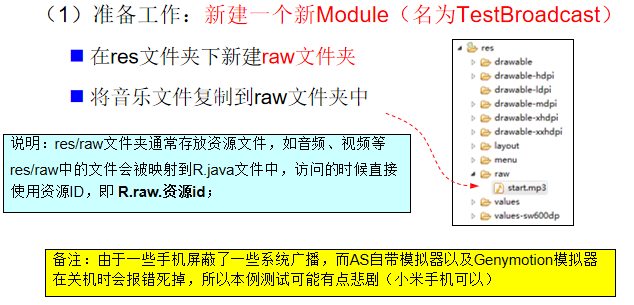 （1）准备工作：新建一个新Module（名为TestBroadcast）
在res文件夹下新建raw文件夹
将音乐文件复制到raw文件夹中
说明：res/raw文件夹通常存放资源文件，如音频、视频等
res/raw中的文件会被映射到R.java文件中，访问的时候直接
使用资源ID，即 R.raw.资源id；
res
drawable
drawable-hdpi
drawable-ldpi
drawable-mdpi
drawable-xhdpi
drawable-xxhdpi
layout
menu
raw
start.mp3
values
values-sw600dp
备注：由于一些手机屏蔽了一些系统广播，而AS自带模拟器以及Genymotion模拟器
在关机时会报错死掉，所以本例测试可能有点悲剧（小米手机可以）